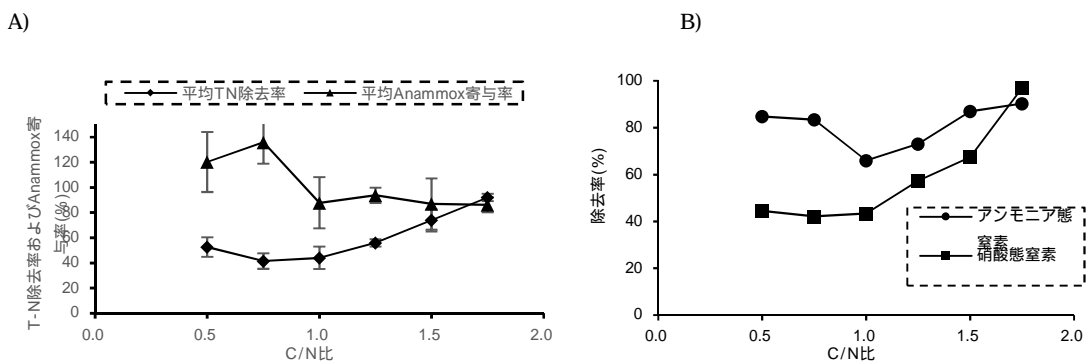 A)
B)
平均TN除去率 平均Anammox寄与率
T-N除去率およびAnammox寄
与率(%)
140
120
100
80
60
40
20
0
0.0 0.5 1.0 1.5 2.0
C/N比
除去率(%)
100
80
60
40
20
0
アンモニア態
窒素
硝酸態窒素
0.0 0.5 1.0 1.5 2.0
C/N比